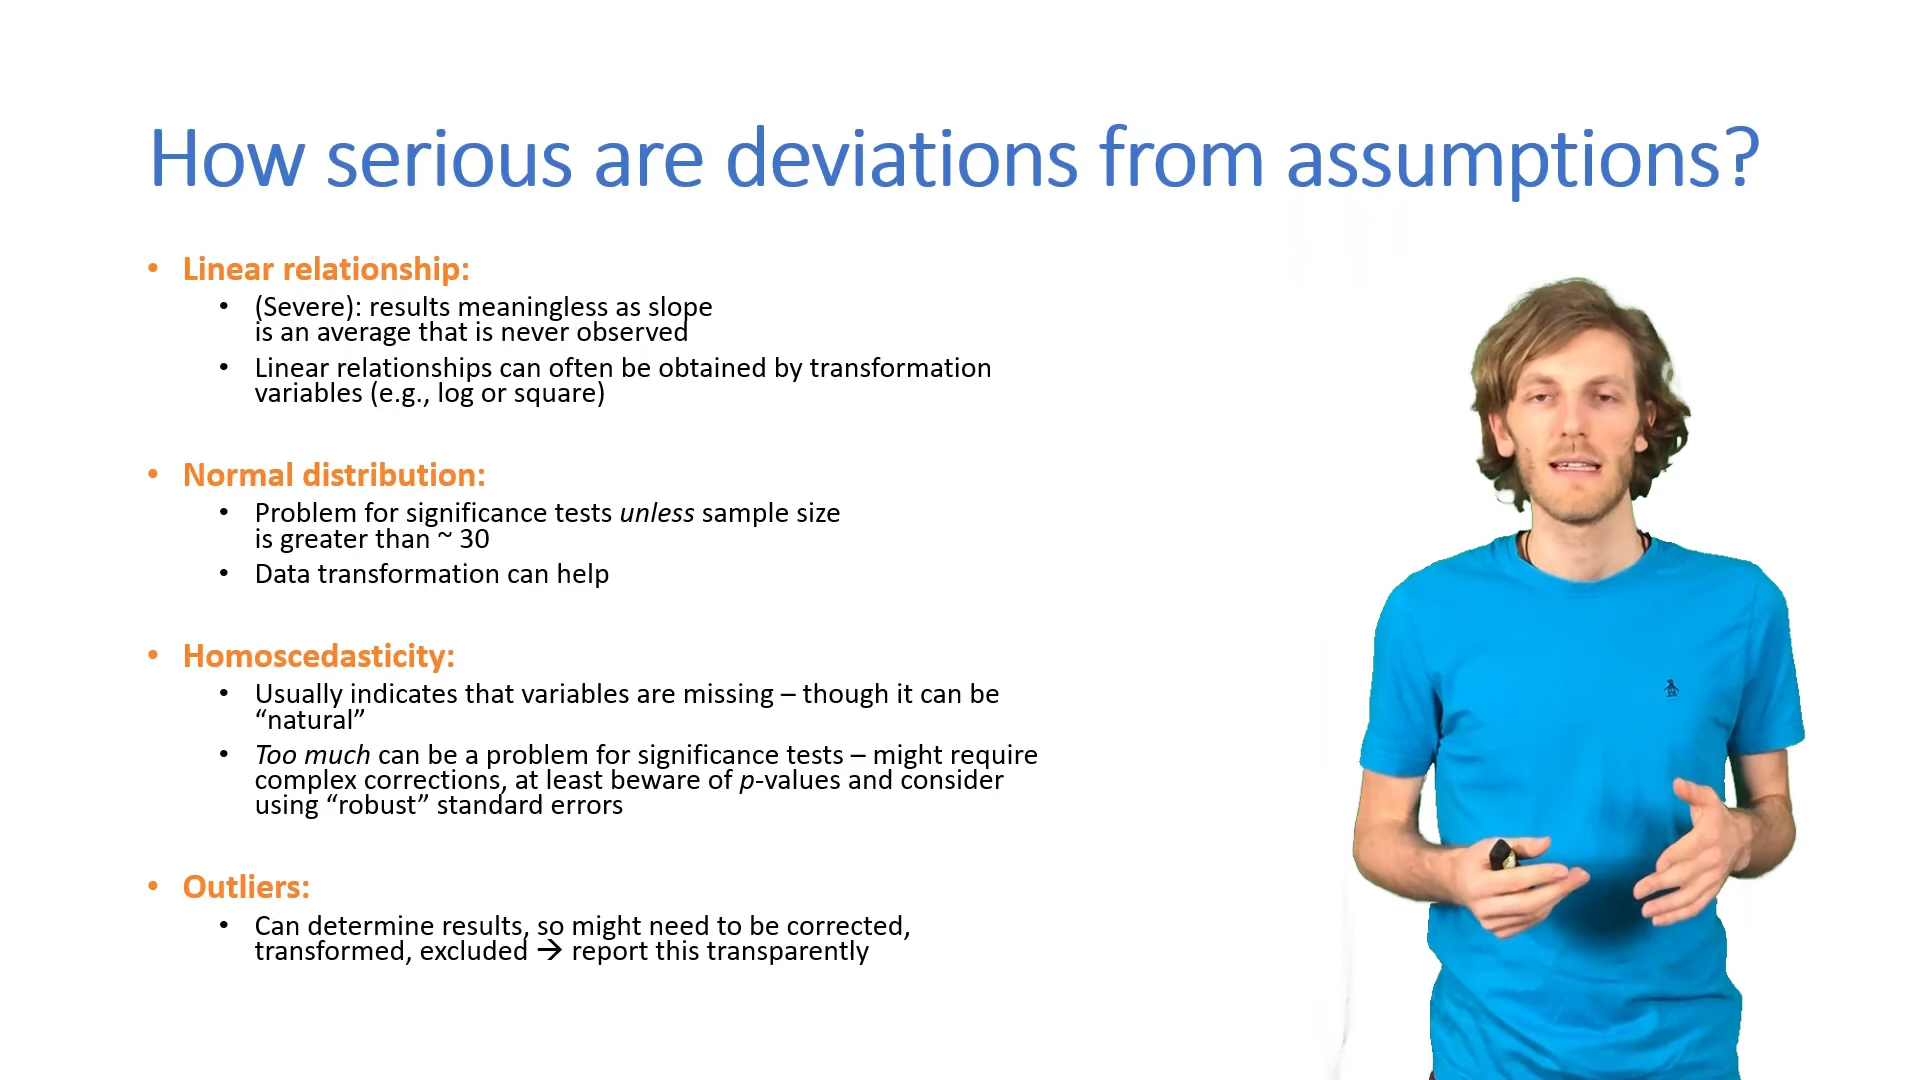 How serious are deviations from assumptions?
• Linear relationship:
• (Severe): results meaningless as slope
is an average that is never observed
• Linear relationships can often be obtained by transformation
variables (e.g., log or square)
• Normal distribution:
• Problem for significance tests unless sample size
is greater than ~ 30
• Data transformation can help
• Homoscedasticity:
• Usually indicates that variables are missing – though it can be
“natural”
• Too much can be a problem for significance tests – might require
complex corrections, at least beware of p-values and consider
using “robust” standard errors
• Outliers:
• Can determine results, so might need to be corrected,
transformed, excluded → report this transparently